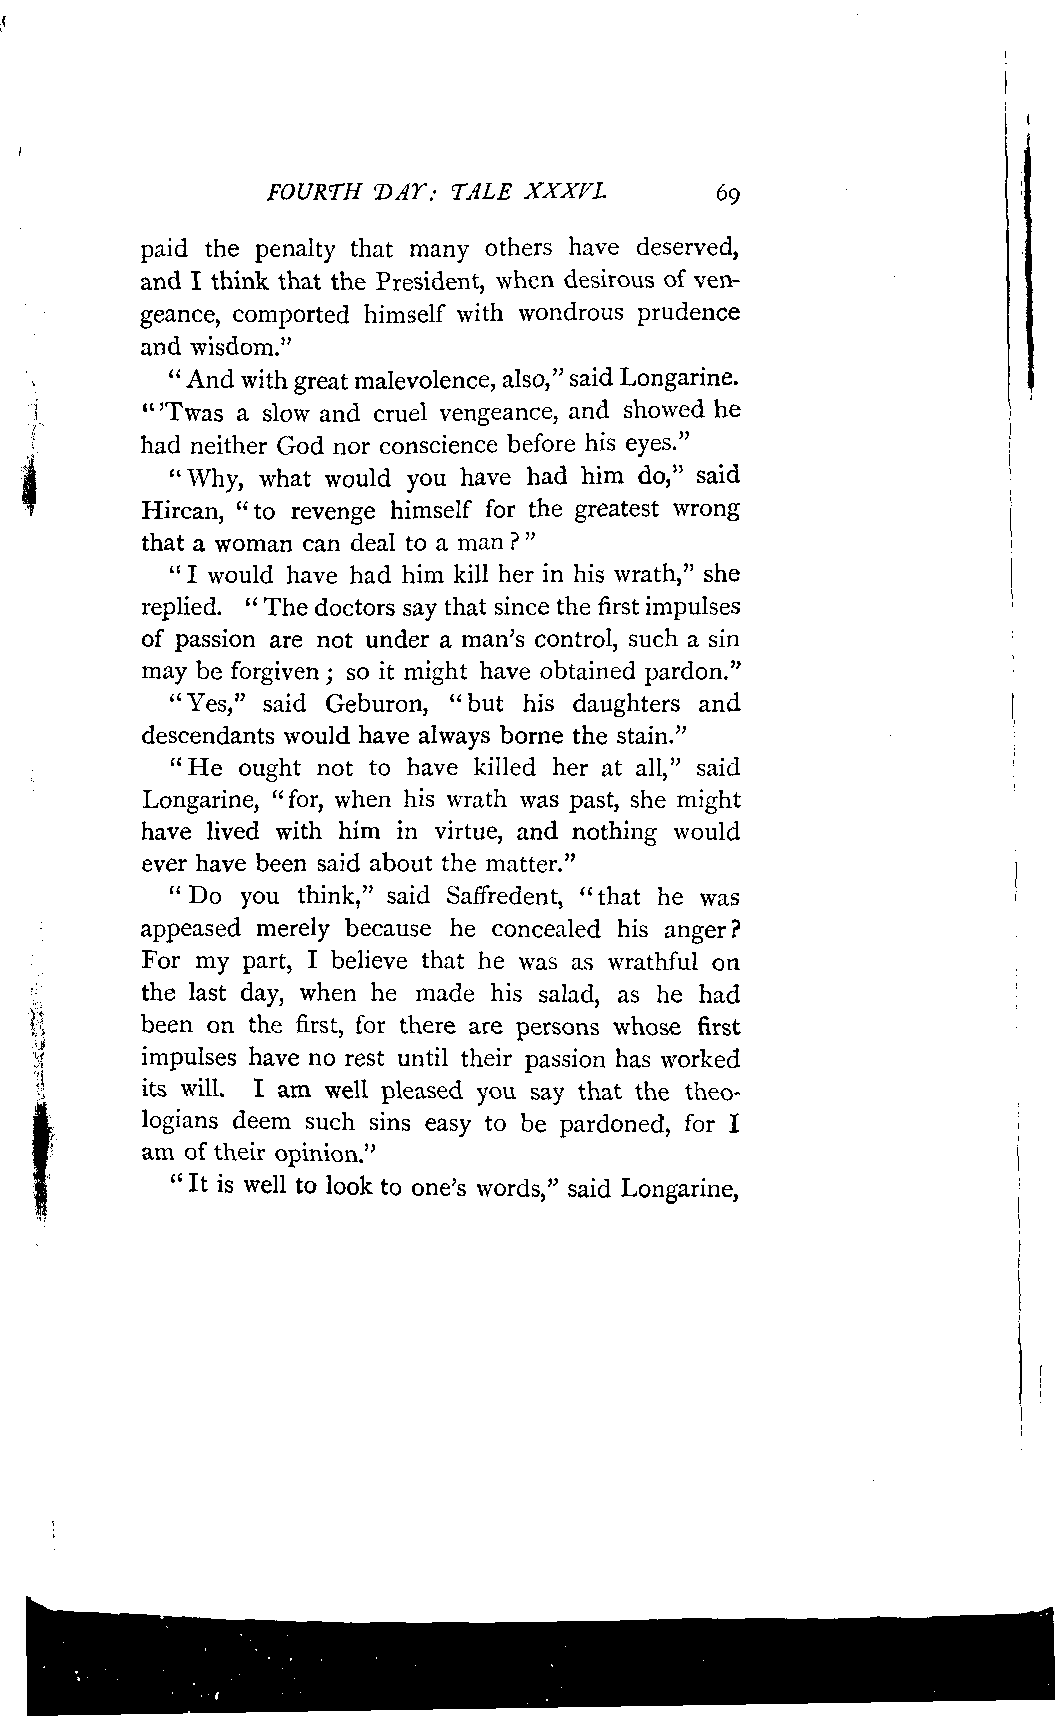 FOURTH DAY: TALE XXXVI. 69
paid the penalty that many others have deserved,
and I think that the President, when desirous of ven-
geance, comported himself with wondrous prudence
and wisdom."
"And with great malevolence, also," said Longarine.
"'Twas a slow and cruel vengeance, and showed he
had neither God nor conscience before his eyes."
"Why, what would you have had him do," said
Hircan, "to revenge himself for the greatest wrong
that a woman can deal to a man?"
"I would have had him kill her in his wrath," she
replied. "The doctors say that since the first impulses
of passion are not under a man's control, such a sin
may be forgiven; so it might have obtained pardon."
"Yes," said Geburon, "but his daughters and
descendants would have always borne the stain."
"He ought not to have killed her at all," said
Longarine, "for, when his wrath was past, she might
have lived with him in virtue, and nothing would
ever have been said about the matter."
"Do you think," said Saffredent, "that he was
appeased merely because he concealed his anger?
For my part, I believe that he was as wrathful on
the last day, when he made his salad, as he had
been on the first, for there are persons whose first
impulses have no rest until their passion has worked
its will. I am well pleased you say that the theo-
logians deem such sins easy to be pardoned, for I
am of their opinion."
"It is well to look to one's words," said Longarine,